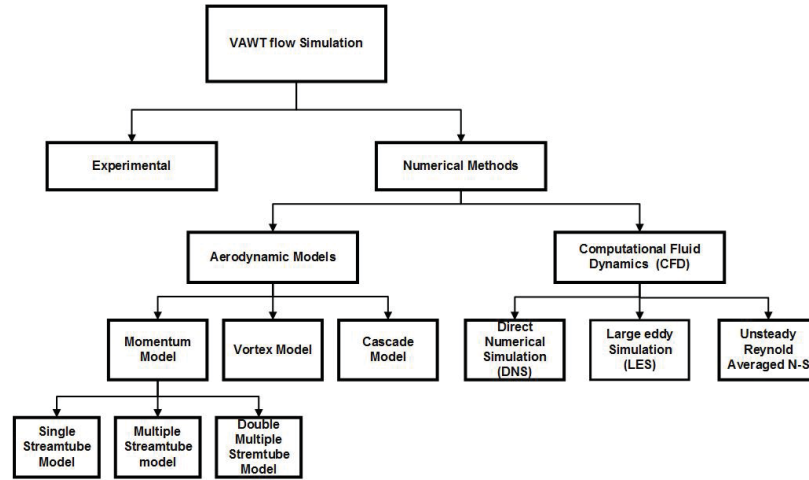 VAWT flow Simulation
Experimental
Numerical Methods
Aerodynamic Models
Computational Fluid
Dynamics (CFD)
Momentum
Model
Vortex Model
Cascade
Model
Direct
Numerical
Simulation
(DNS)
Large eddy
Simulation
(LES)
Unsteady
Reynold
Averaged N-S
Single
Streamtube
Model
Multiple
Streamtube
model
Double
Multiple
Stremtube
Model